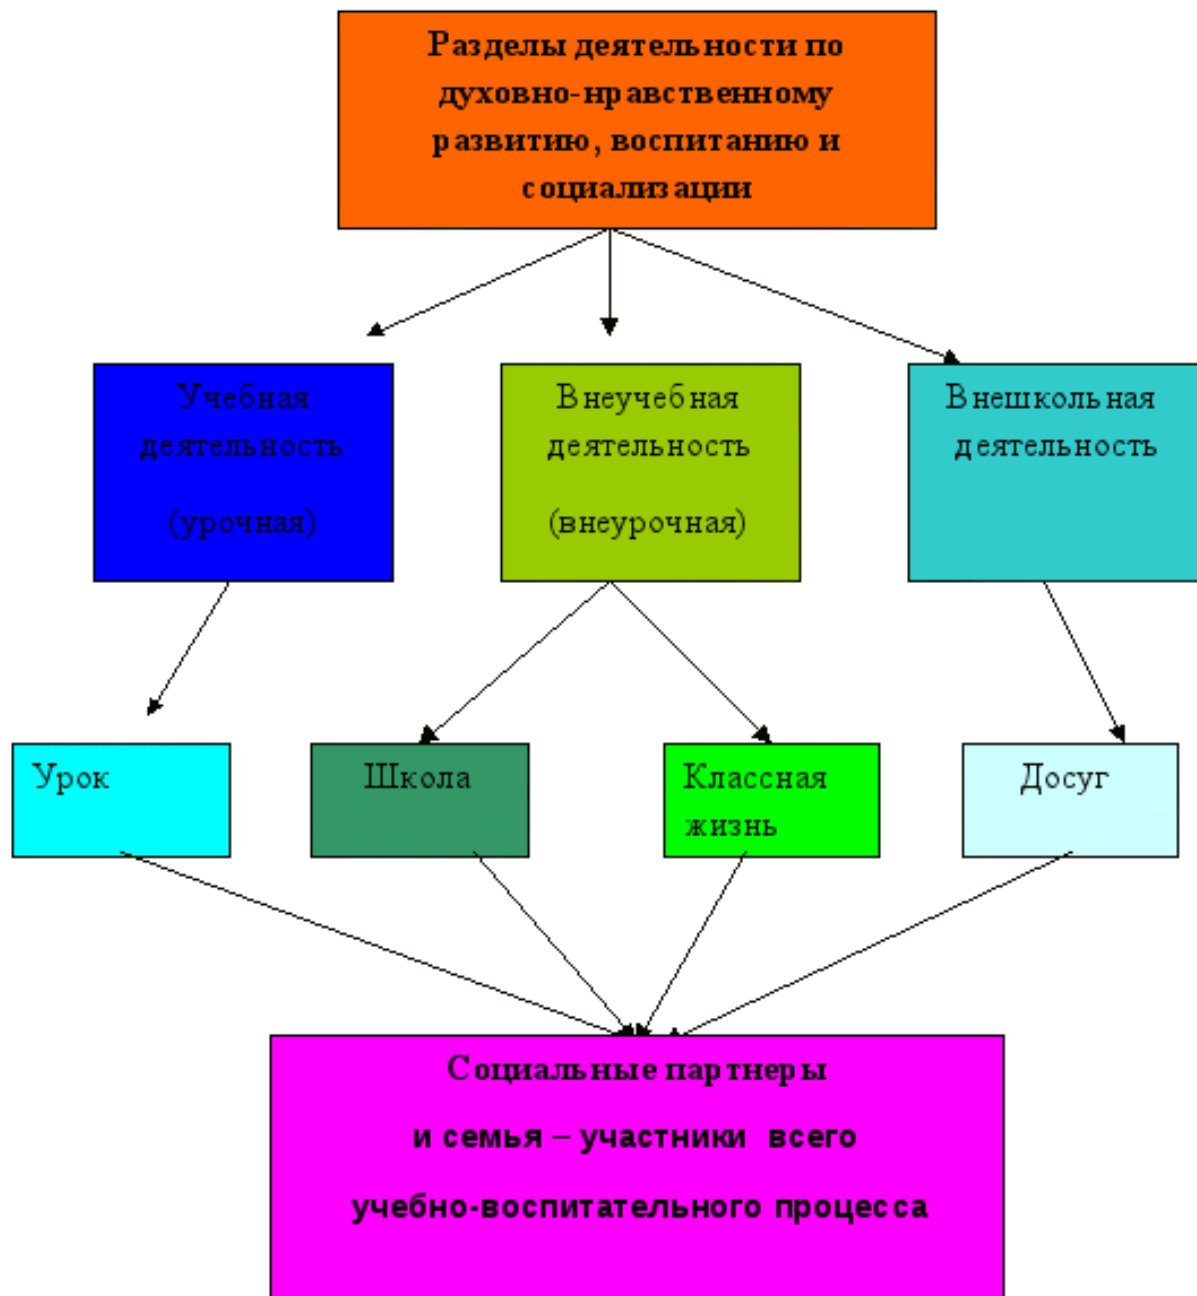 Разделы деятельности по
духовно-нравственному
развитию, воспитанию и
социализации
Учебная
деятельность
(урочная)
Внеучебная
деятельность
(внеурочная)
Внешкольная
деятельность
Урок
Школа
Классная
жизнь
Досуг
Социальные партнеры
и семья – участники всего
учебно-воспитательного процесса